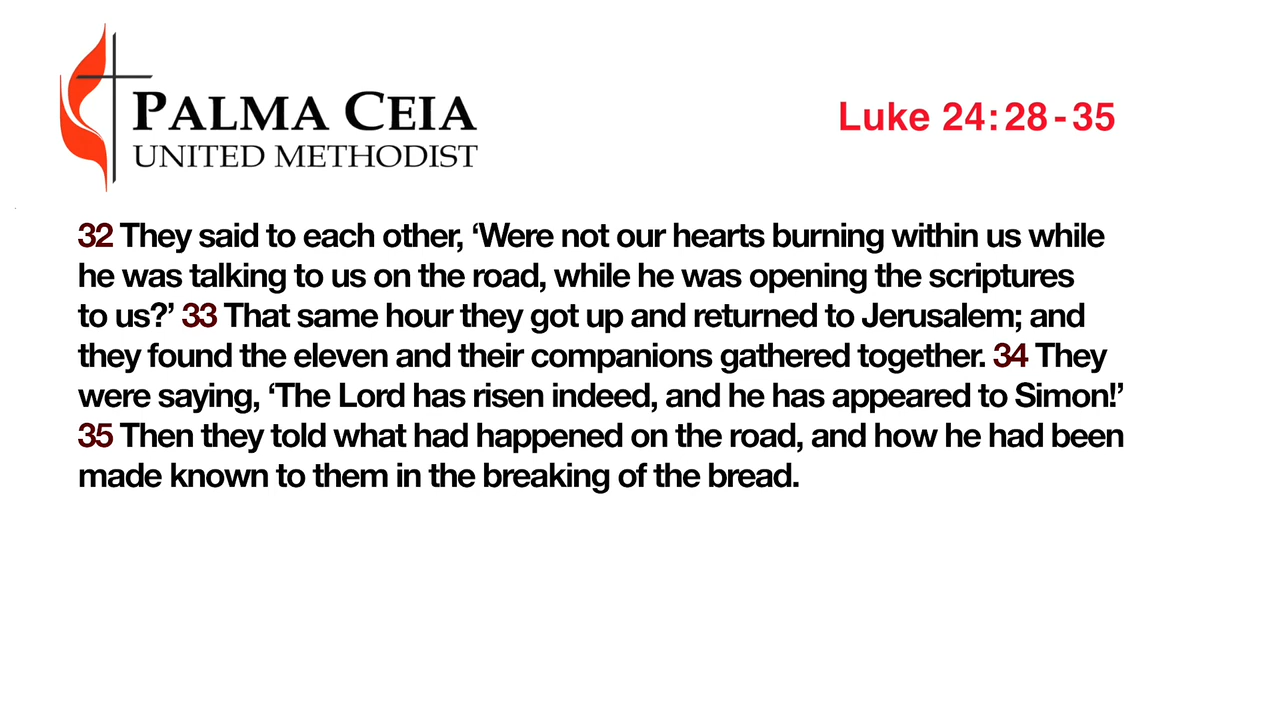 PALMA CEIA
UNITED METHODIST
Luke 24:28-35
32 They said to each other, ‘Were not our hearts burning within us while
he was talking to us on the road, while he was opening the scriptures
to us?’ 33 That same hour they got up and returned to Jerusalem; and
they found the eleven and their companions gathered together. 34 They
were saying, ‘The Lord has risen indeed, and he has appeared to Simon!’
35 Then they told what had happened on the road, and how he had been
made known to them in the breaking of the bread.